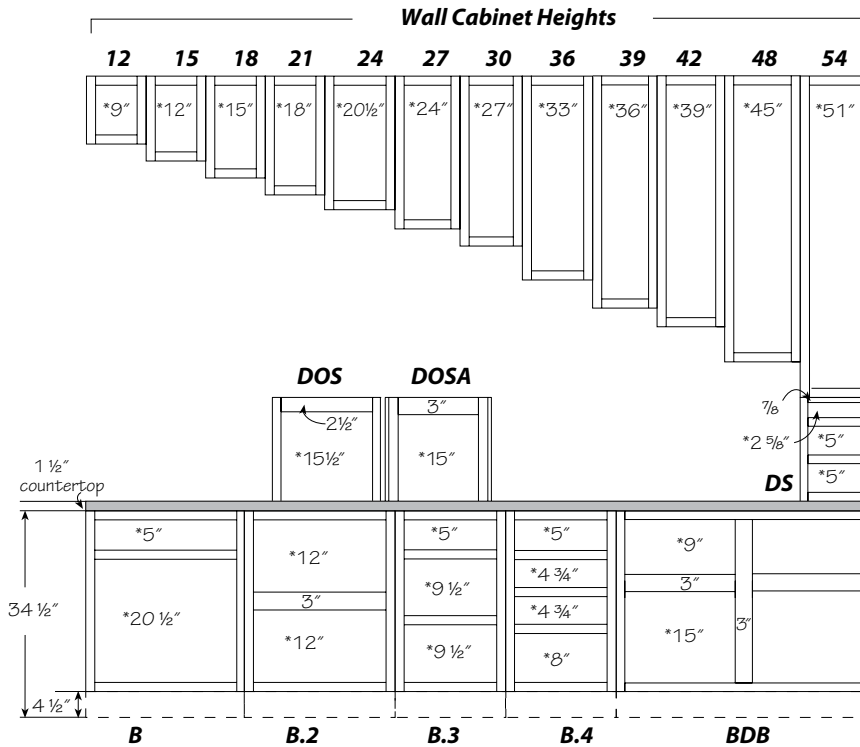 Wall Cabinet Heights
12 15 18 21 24 27 30 36 39 42 48 54
*9" *12" *15" *18" *20½" *24" *27" *33" *36" *39" *45" *51"
DOS DOSA
3"
2½"
⅞
*2 ⅝"
*15½" *15"
*5"
*5"
DS
1 ½"
countertop
*5" *5" *5"
*12" *9"
*4 ¾"
*9 ½"
3" 3"
*4 ¾"
34 ½"
*20 ½" *15" 3"
*12" *9 ½" *8"
4 ½"
B B.2 B.3 B.4 BDB